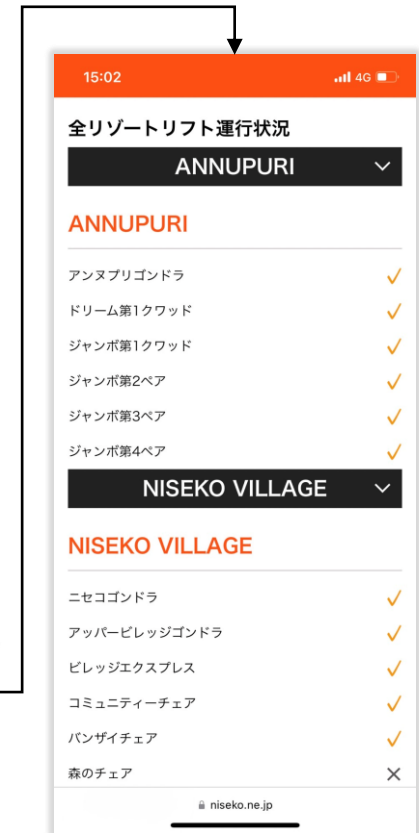 15:02 4G
全リゾートリフト運行状況
ANNUPURI
ANNUPURI
アンヌプリゴンドラ
ドリーム第1クワッド
ジャンボ第1クワッド
ジャンボ第2ペア
ジャンボ第3ペア
ジャンボ第4ペア
NISEKO VILLAGE
NISEKO VILLAGE
ニセコゴンドラ
アッパービレッジゴンドラ
ビレッジエクスプレス
コミュニティーチェア
バンザイチェア
森のチェア
niseko.ne.jp